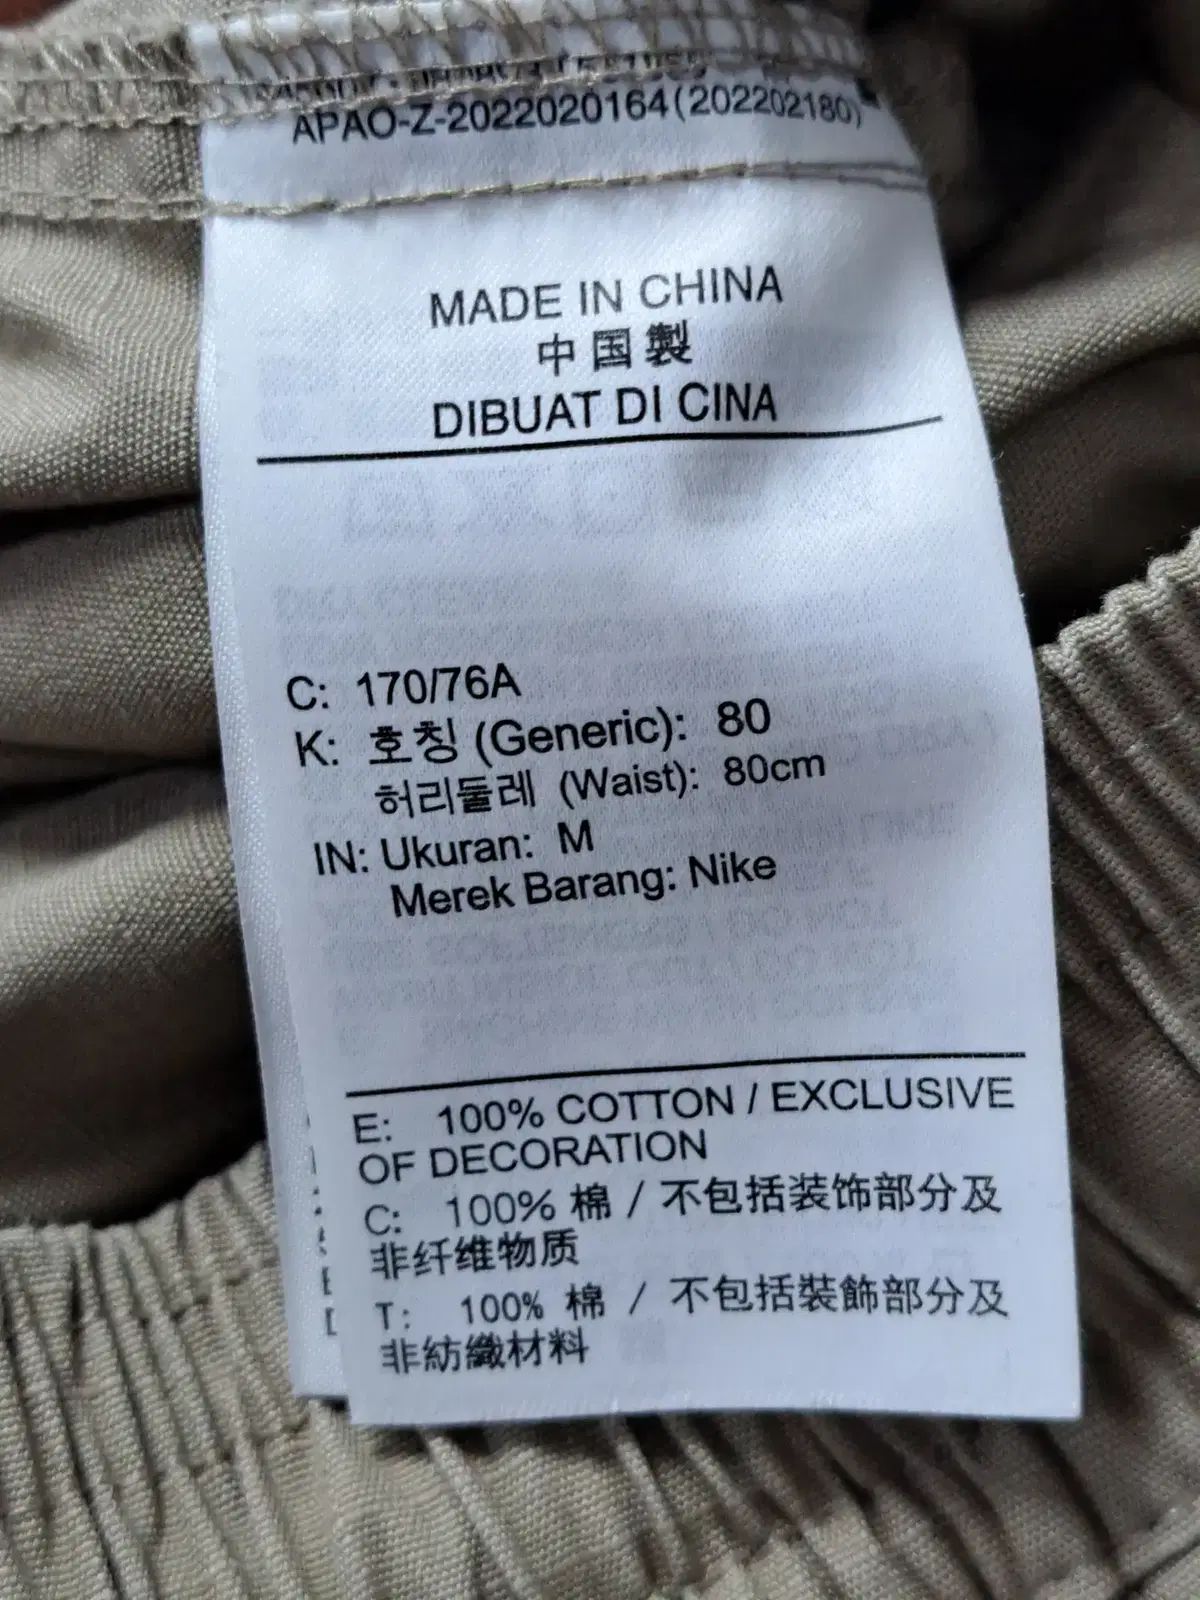 APAO-Z-2022020164(202202180)
MADE IN CHINA
中国製
DIBUAT DI CINA
C: 170/76A
K: 호칭 (Generic): 80
허리둘레 (Waist): 80cm
IN: Ukuran: M
Merek Barang: Nike
E: 100% COTTON / EXCLUSIVE
OF DECORATION
C: 100% 棉 / 不包括装饰部分及
非纤维物质
T: 100% 棉 / 不包括裝飾部分及
非紡織材料